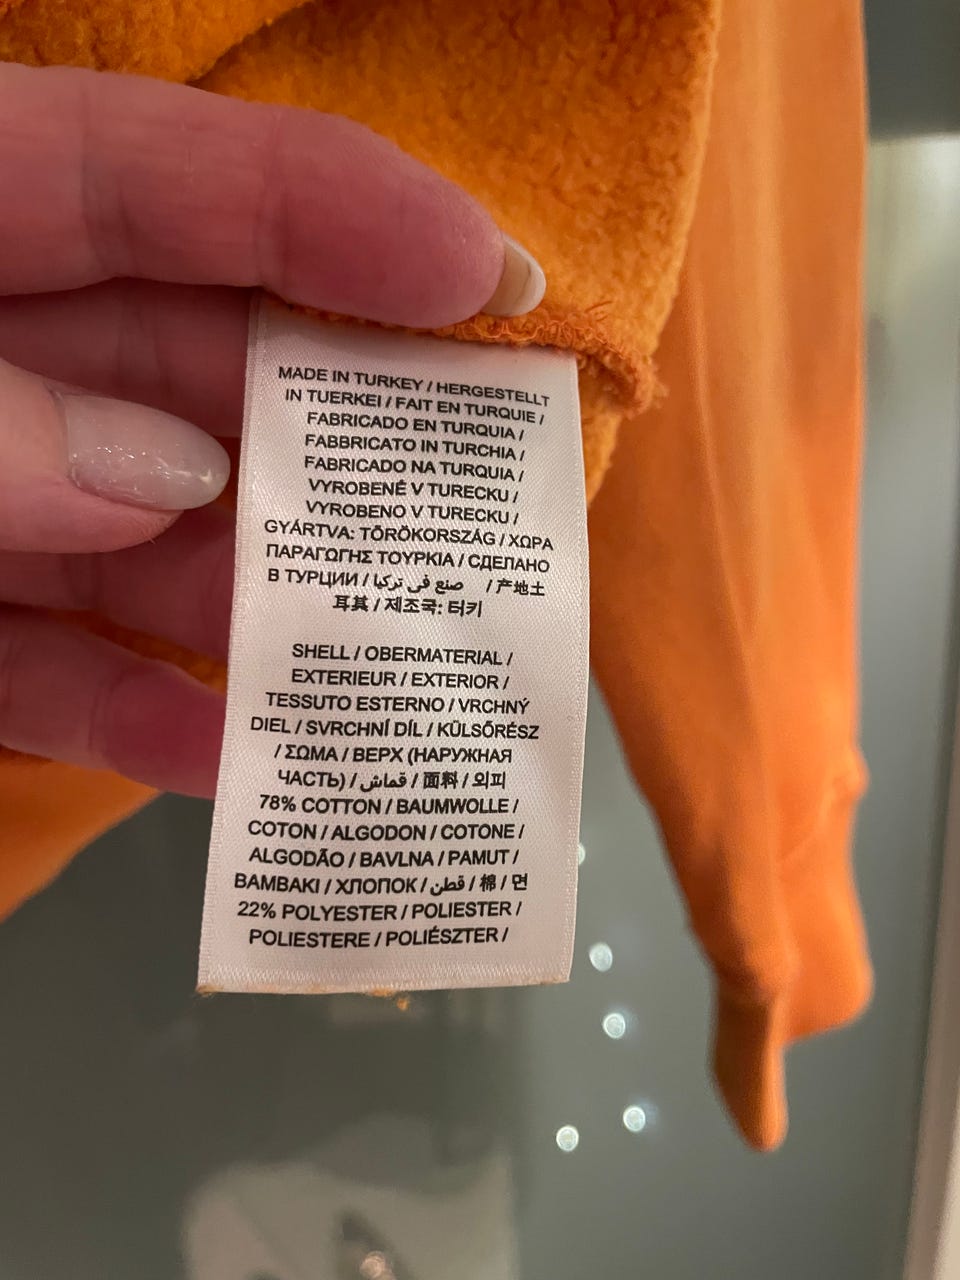 MADE IN TURKEY / HERGESTELLT
IN TUERKEI / FAIT EN TURQUIE /
FABRICADO EN TURQUIA /
FABBRICATO IN TURCHIA /
FABRICADO NA TURQUIA /
VYROBENÉ V TURECKU /
VYROBENO V TURECKU /
GYÁRTVA: TÖRÖKORSZÁG / ΧΩΡΑ
ΠΑΡΑΓΩΓΗΣ ΤΟΥΡΚΙΑ / СДЕЛАНО
В ТУРЦИИ / صنع في تركيا / 产地土
耳其 / 제조국: 터키
SHELL / OBERMATERIAL /
EXTERIEUR / EXTERIOR /
TESSUTO ESTERNO / VRCHNÝ
DIEL / SVRCHNÍ DÍL / KÜLSŐRÉSZ
/ ΣΩΜΑ / ВЕРХ (НАРУЖНАЯ
ЧАСТЬ) / قماش / 面料 / 외피
78% COTTON / BAUMWOLLE /
COTON / ALGODON / COTONE /
ALGODÃO / BAVLNA / PAMUT /
BAMBAKI / ХЛОПОК / قطن / 棉 / 면
22% POLYESTER / POLIESTER /
POLIESTERE / POLIÉSZTER /